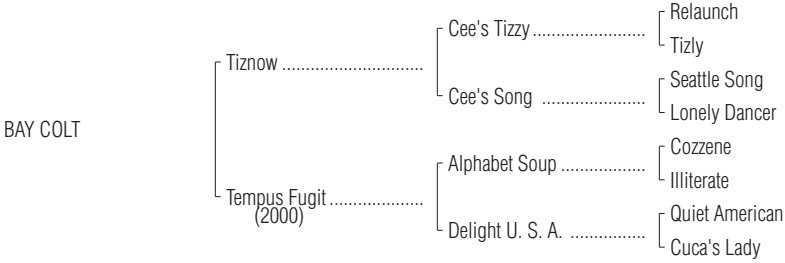 Relaunch
Cee's Tizzy ........................
Tizly
Tiznow ..............................
Seattle Song
Cee's Song ......................
Lonely Dancer
BAY COLT
Cozzene
Alphabet Soup ..................
Illiterate
Tempus Fugit ....................
(2000)
Quiet American
Delight U. S. A. ................
Cuca's Lady